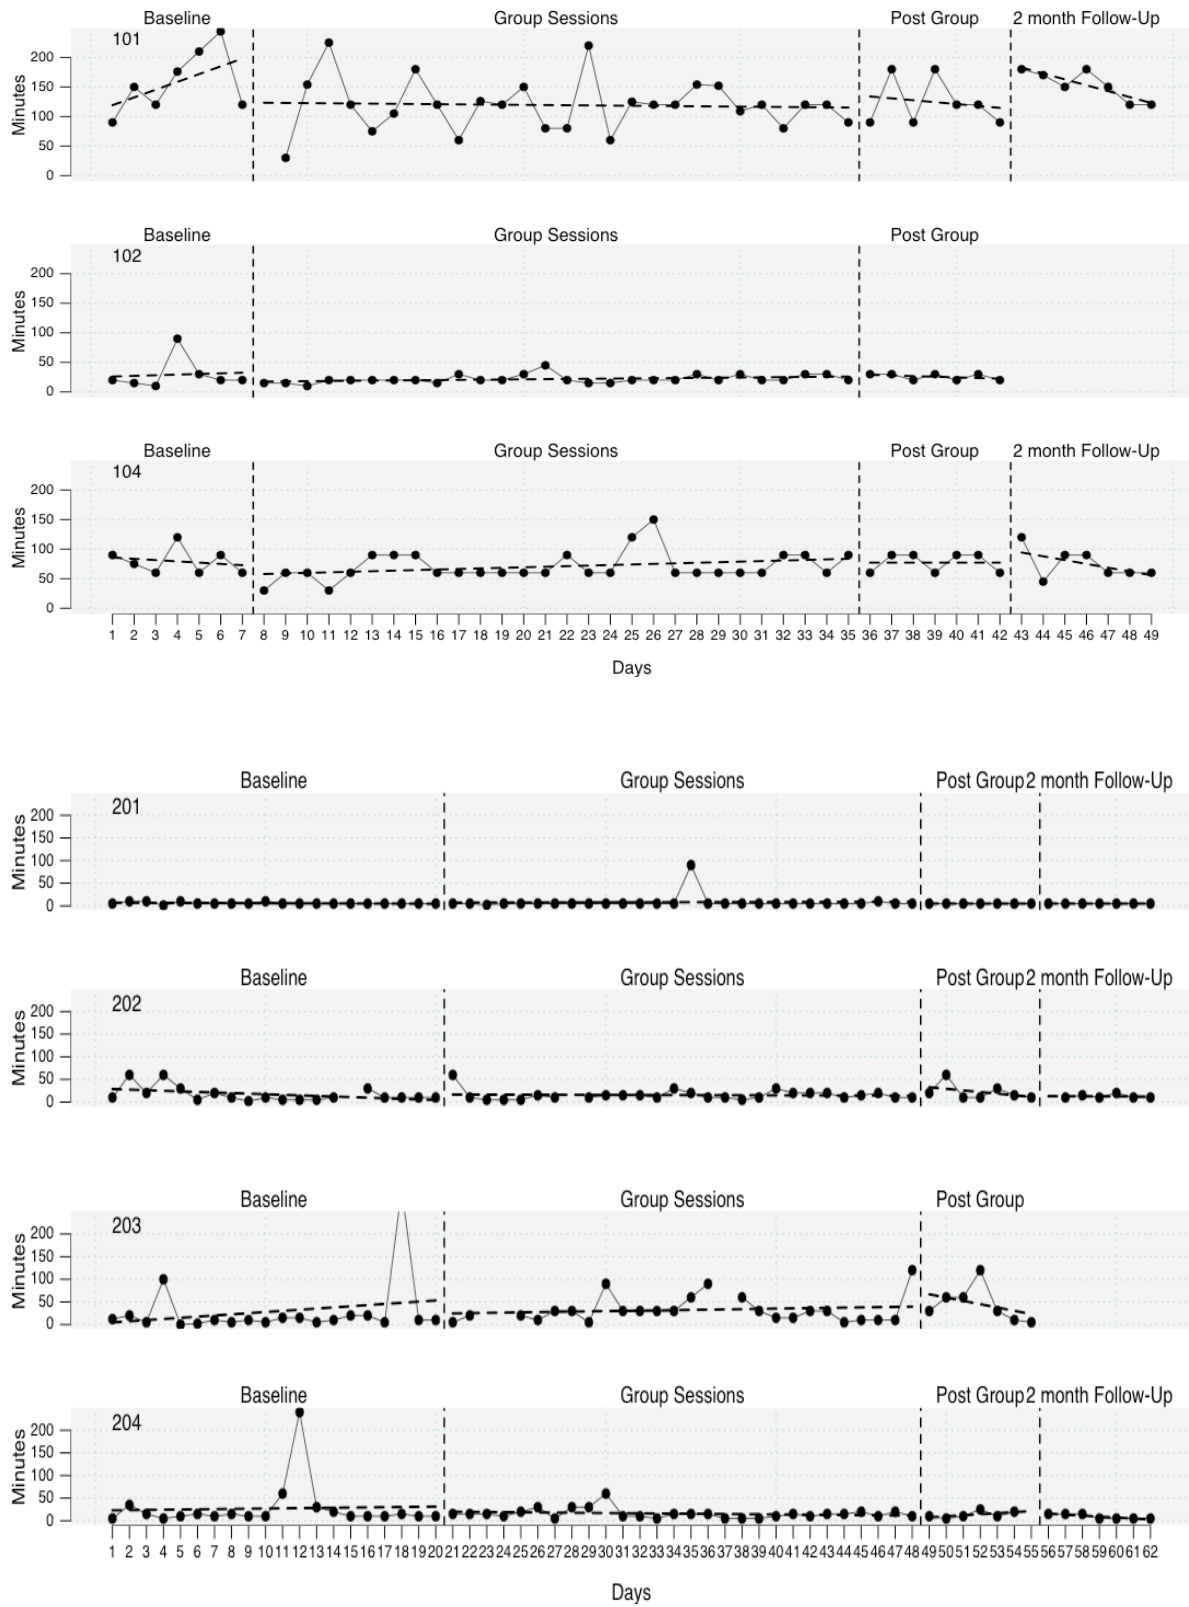 Baseline Group Sessions Post Group 2 month Follow-Up
101
Minutes
200
150
100
50
0
Baseline Group Sessions Post Group
102
Minutes
200
150
100
50
0
Baseline Group Sessions Post Group 2 month Follow-Up
104
Minutes
200
150
100
50
0
1 2 3 4 5 6 7 8 9 10 11 12 13 14 15 16 17 18 19 20 21 22 23 24 25 26 27 28 29 30 31 32 33 34 35 36 37 38 39 40 41 42 43 44 45 46 47 48 49
Days
Baseline Group Sessions Post Group 2 month Follow-Up
201
Minutes
200
150
100
50
0
Baseline Group Sessions Post Group 2 month Follow-Up
202
Minutes
200
150
100
50
0
Baseline Group Sessions Post Group
203
Minutes
200
150
100
50
0
Baseline Group Sessions Post Group 2 month Follow-Up
204
Minutes
200
150
100
50
0
1 2 3 4 5 6 7 8 9 10 11 12 13 14 15 16 17 18 19 20 21 22 23 24 25 26 27 28 29 30 31 32 33 34 35 36 37 38 39 40 41 42 43 44 45 46 47 48 49 50 51 52 53 54 55 56 57 58 59 60 61 62
Days